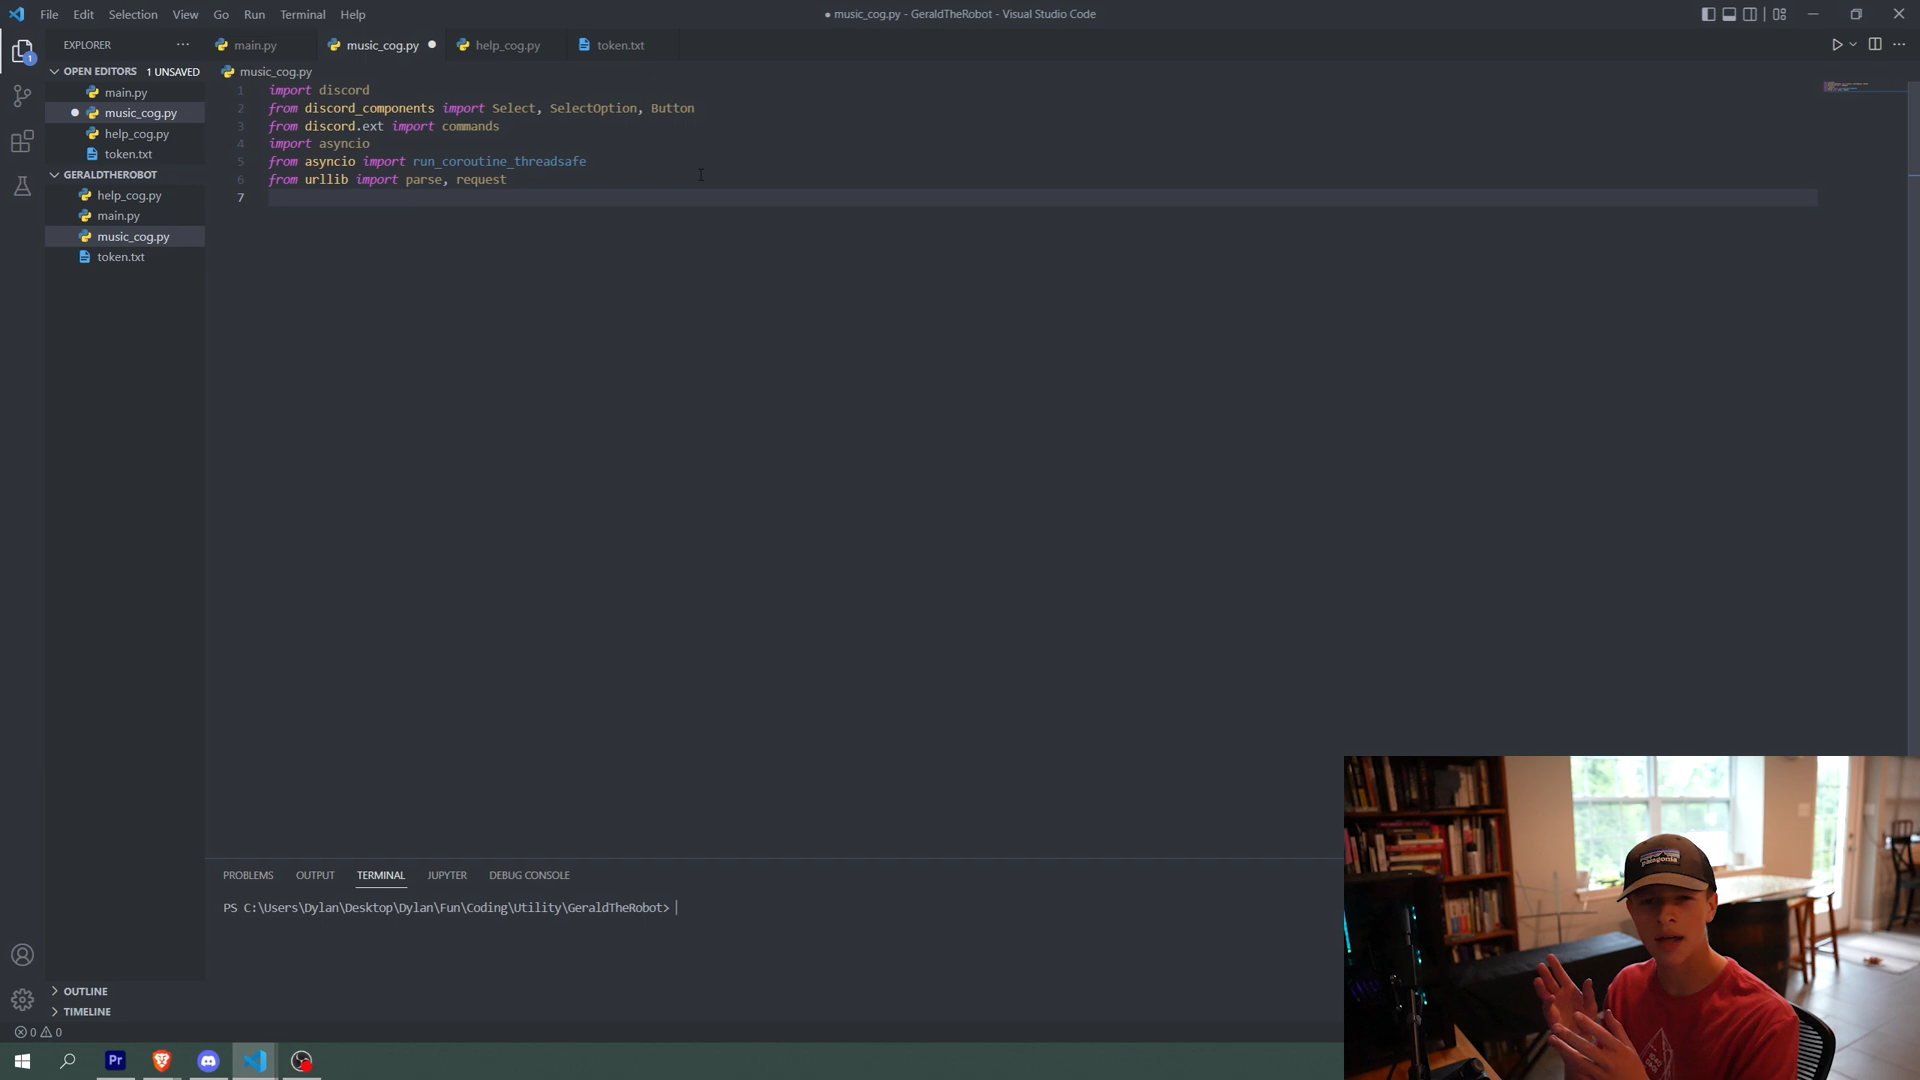 File Edit Selection View Go Run Terminal Help
● music_cog.py - GeraldTheRobot - Visual Studio Code
EXPLORER
main.py
music_cog.py
help_cog.py
token.txt
OPEN EDITORS 1 UNSAVED
main.py
music_cog.py
help_cog.py
token.txt
GERALDTHEROBOT
help_cog.py
main.py
music_cog.py
token.txt
OUTLINE
TIMELINE
1
music_cog.py
1 import discord
2 from discord_components import Select, SelectOption, Button
3 from discord.ext import commands
4 import asyncio
5 from asyncio import run_coroutine_threadsafe
6 from urllib import parse, request
7
PROBLEMS OUTPUT TERMINAL JUPYTER DEBUG CONSOLE
PS C:\Users\Dylan\Desktop\Dylan\Fun\Coding\Utility\GeraldTheRobot>
0 0
Pr
patagonia